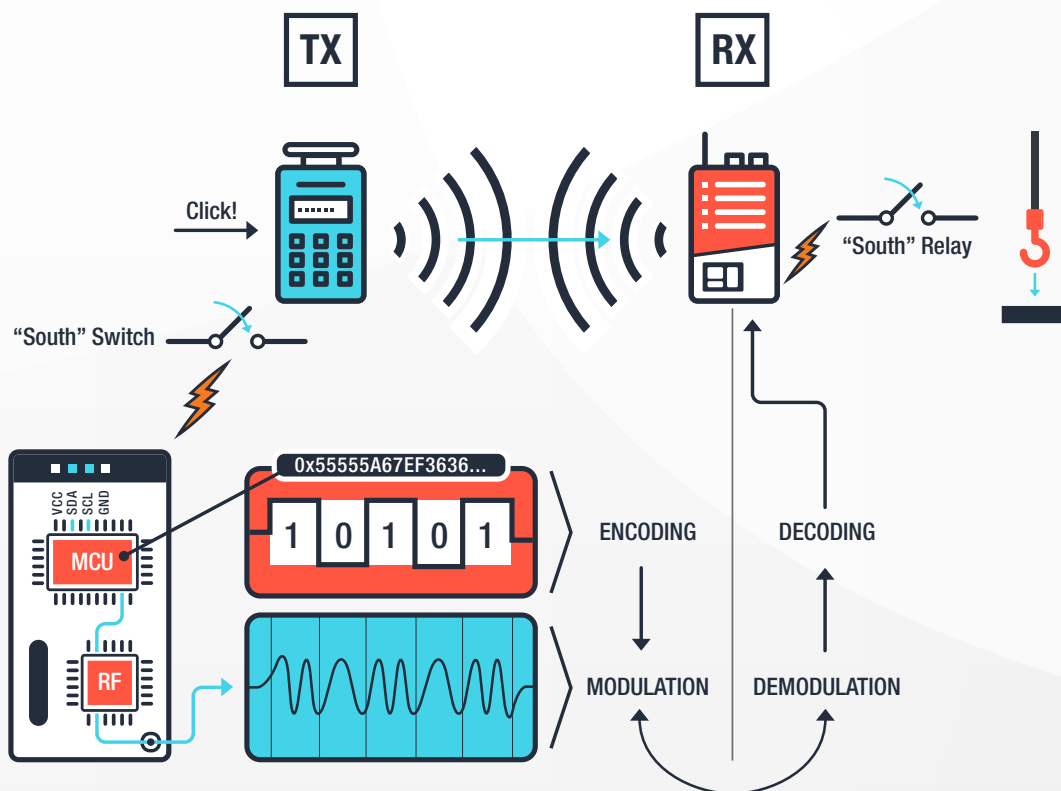 TX
RX
Click!
“South” Relay
“South” Switch
0x55555A67EF3636...
VCC
SDA
SCL
GND
MCU
1 0 1 0 1
ENCODING
DECODING
RF
MODULATION
DEMODULATION